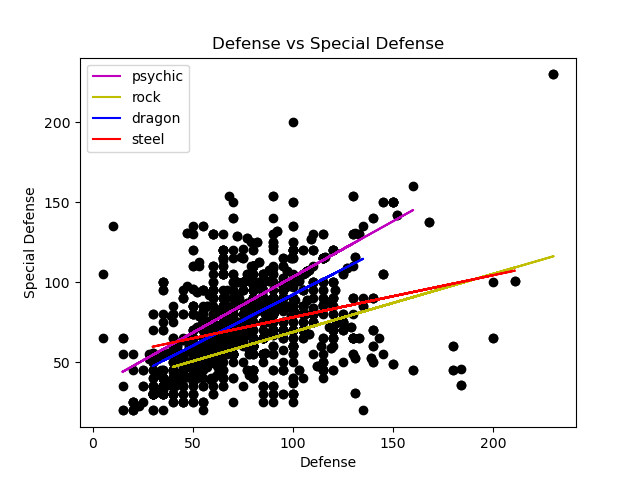 Defense vs Special Defense
psychic
rock
dragon
steel
200
150
100
50
Special Defense
0
50
100
150
200
Defense